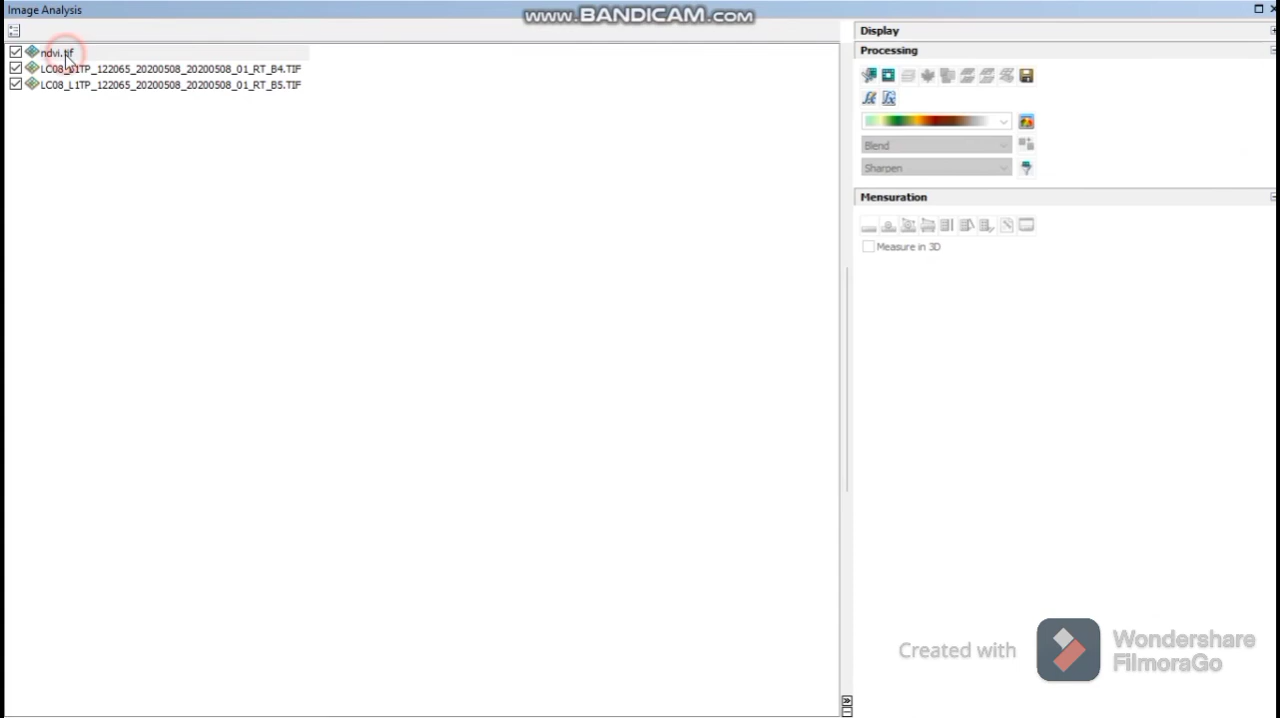 Image Analysis
www.BANDICAM.com
ndvi.tif
LC08_L1TP_122065_20200508_20200508_01_RT_B4.TIF
LC08_L1TP_122065_20200508_20200508_01_RT_B5.TIF
Display
Processing
Blend
Sharpen
Mensuration
Measure in 3D
Created with
Wondershare
FilmoraGo